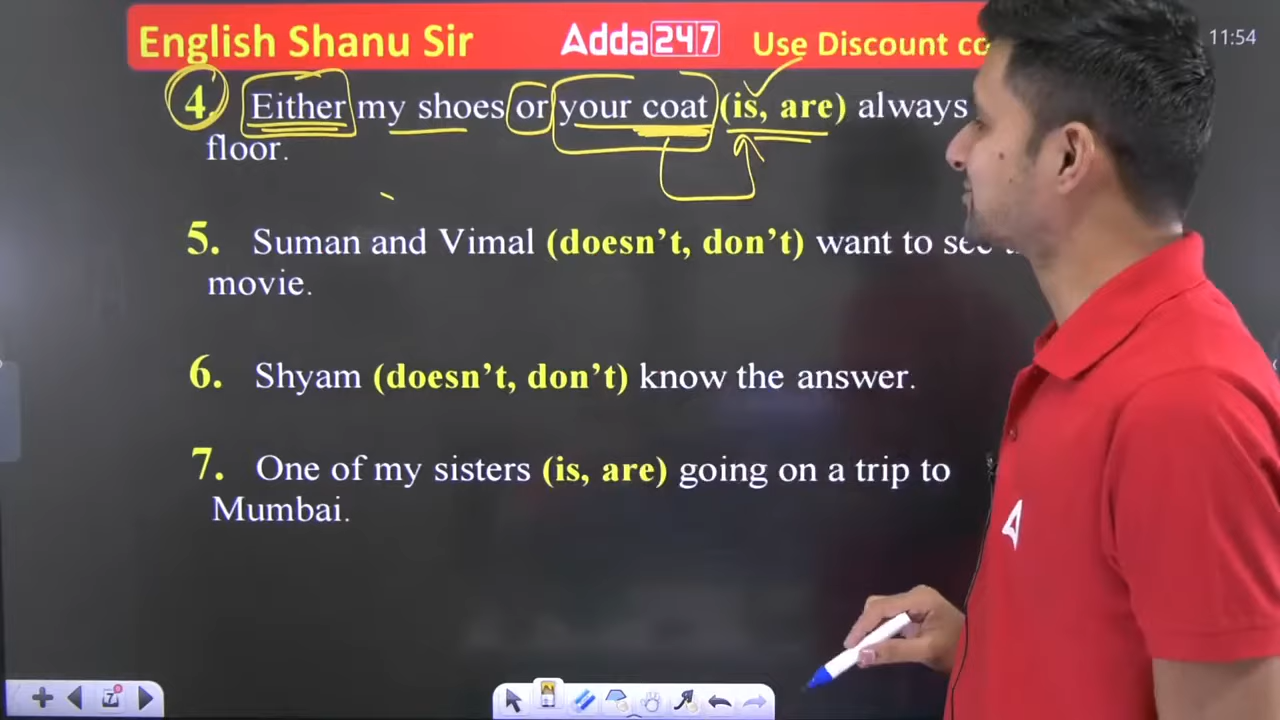 English Shanu Sir Adda247 Use Discount co
11:54
4. Either my shoes or your coat (is, are) always
floor.
5. Suman and Vimal (doesn't, don't) want to see
movie.
6. Shyam (doesn't, don't) know the answer.
7. One of my sisters (is, are) going on a trip to
Mumbai.
7